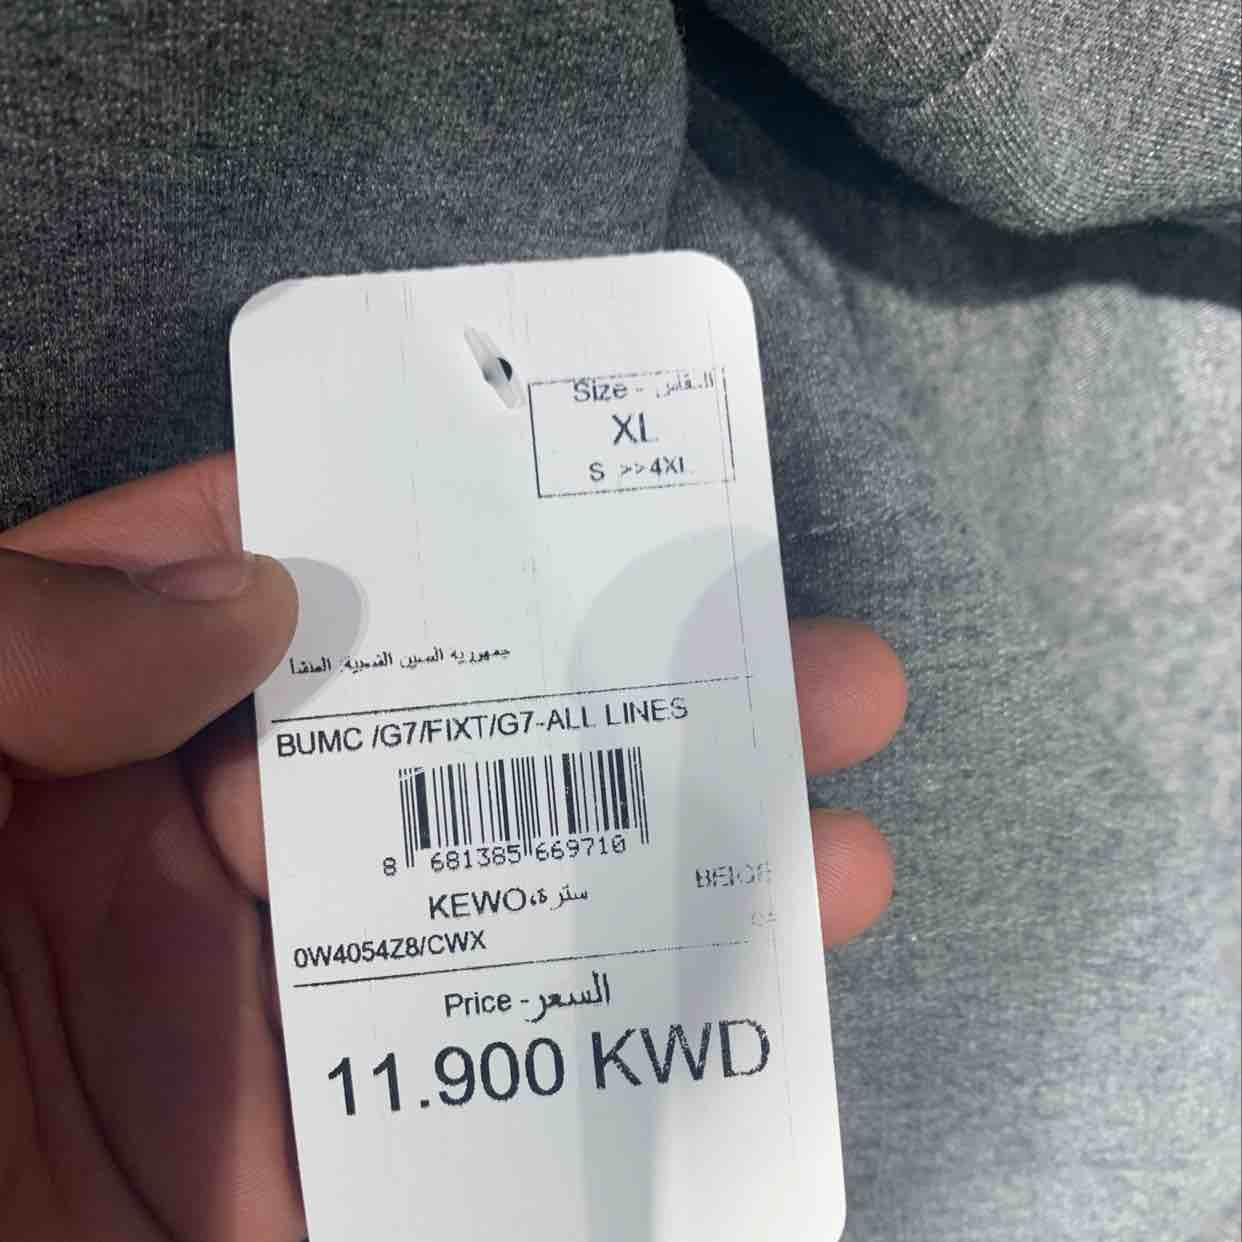 Size - المقاس
XL
S >>4XL
جمهورية الصين الشعبية: المنشأ
BUMC /G7/FIXT/G7-ALL LINES
8 681385 669710
KEWO،سترة BEIGE
0W4054Z8/CWX
Price - السعر
11.900 KWD